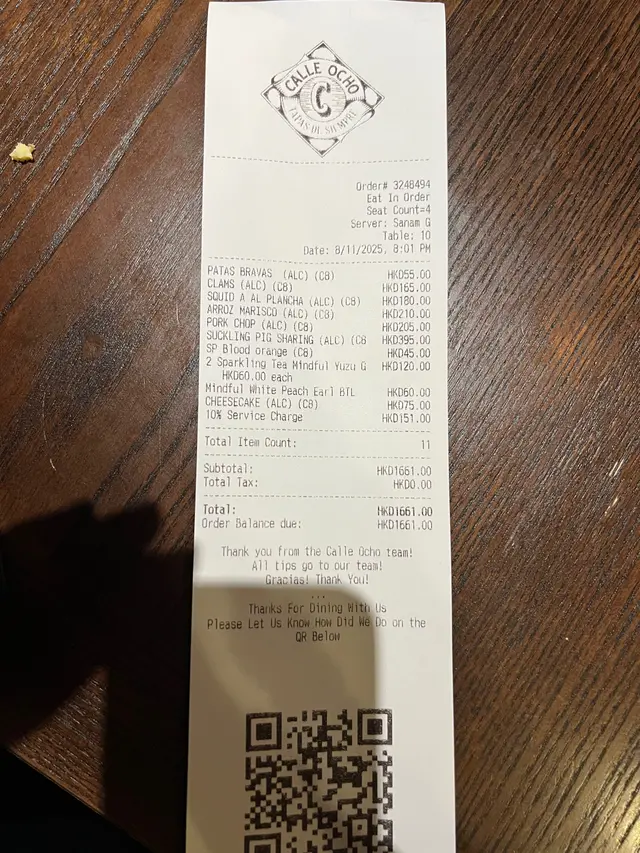 CALLE OCHO
C
TAPAS DE SIEMPRE
Order# 3248494
Eat In Order
Seat Count=4
Server: Sanam G
Table: 10
Date: 8/11/2025, 8:01 PM
PATAS BRAVAS (ALC) (C8) HKD55.00
CLAMS (ALC) (C8) HKD165.00
SQUID A AL PLANCHA (ALC) (C8) HKD180.00
ARROZ MARISCO (ALC) (C8) HKD210.00
PORK CHOP (ALC) (C8) HKD205.00
SUCKLING PIG SHARING (ALC) (C8 HKD395.00
SP Blood orange (C8) HKD45.00
2 Sparkling Tea Mindful Yuzu G HKD120.00
HKD60.00 each
Mindful White Peach Earl BTL HKD60.00
CHEESECAKE (ALC) (C8) HKD75.00
10% Service Charge HKD151.00
Total Item Count: 11
Subtotal: HKD1661.00
Total Tax: HKD0.00
Total: HKD1661.00
Order Balance due: HKD1661.00
Thank you from the Calle Ocho team!
All tips go to our team!
Gracias! Thank You!
...
Thanks For Dining With Us
Please Let Us Know How Did We Do on the
QR Below